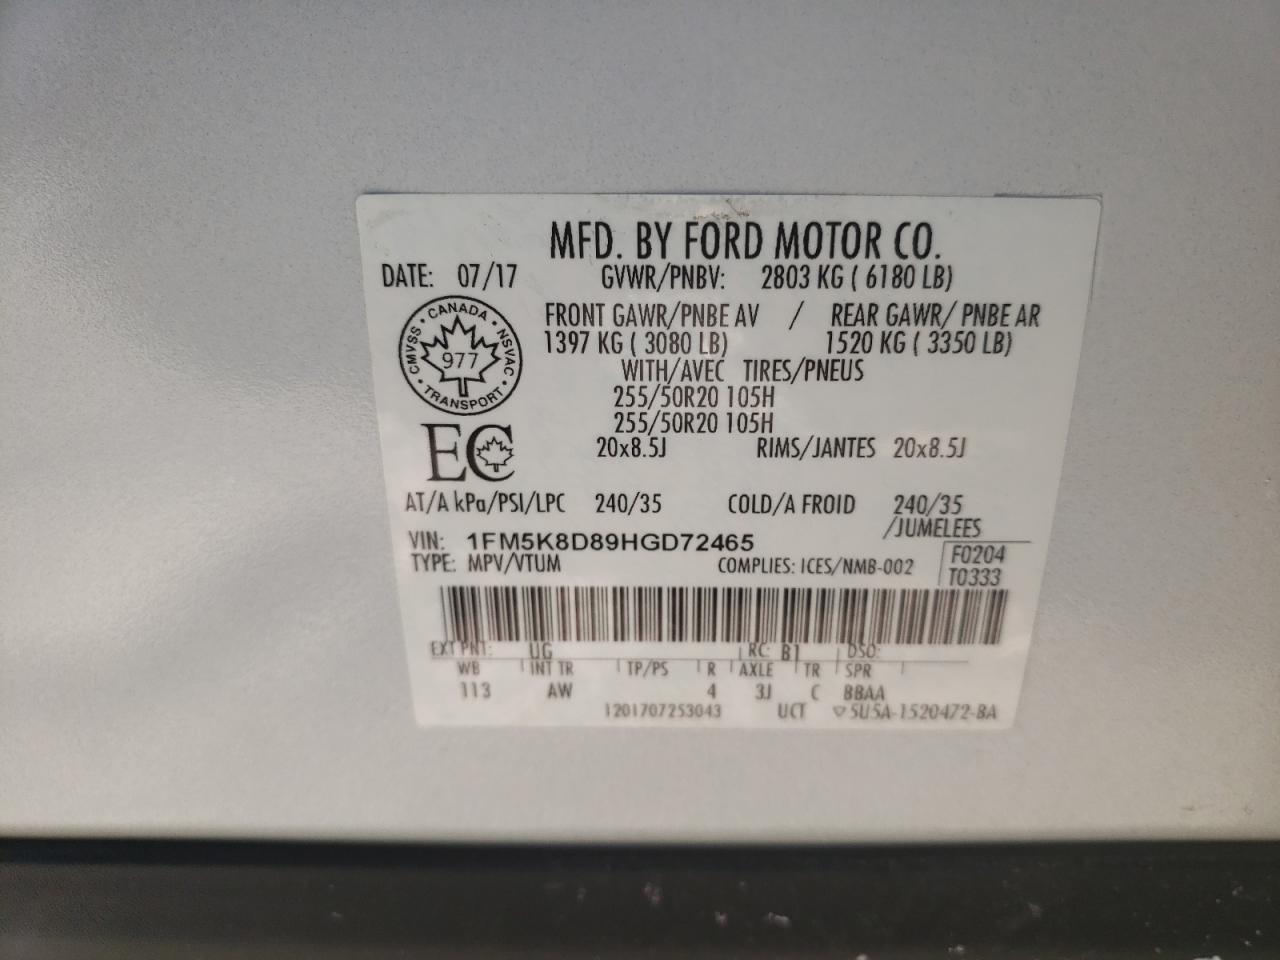 MFD. BY FORD MOTOR CO.
DATE: 07/17 GVWR/PNBV: 2803 KG ( 6180 LB)
FRONT GAWR/PNBE AV / REAR GAWR/ PNBE AR
1397 KG ( 3080 LB) 1520 KG ( 3350 LB)
WITH/AVEC TIRES/PNEUS
255/50R20 105H
255/50R20 105H
20x8.5J RIMS/JANTES 20x8.5J
CANADA • NSVAC • TRANSPORT • CMVSS •
977
EC
AT/A kPa/PSI/LPC 240/35 COLD/A FROID 240/35
/JUMELEES
VIN: 1FM5K8D89HGD72465
TYPE: MPV/VTUM COMPLIES: ICES/NMB-002
F0204
T0333
EXT PNT: UG RC: B1 DSO:
WB INT TR TP/PS R AXLE TR SPR
113 AW 4 3J C BBAA
1201707253043 UCT ▽5U5A-1520472-BA